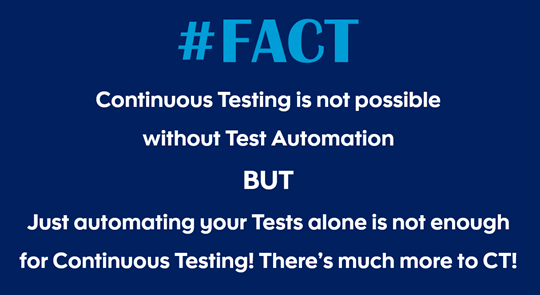 #FACT
Continuous Testing is not possible
without Test Automation
BUT
Just automating your Tests alone is not enough
for Continuous Testing! There's much more to CT!